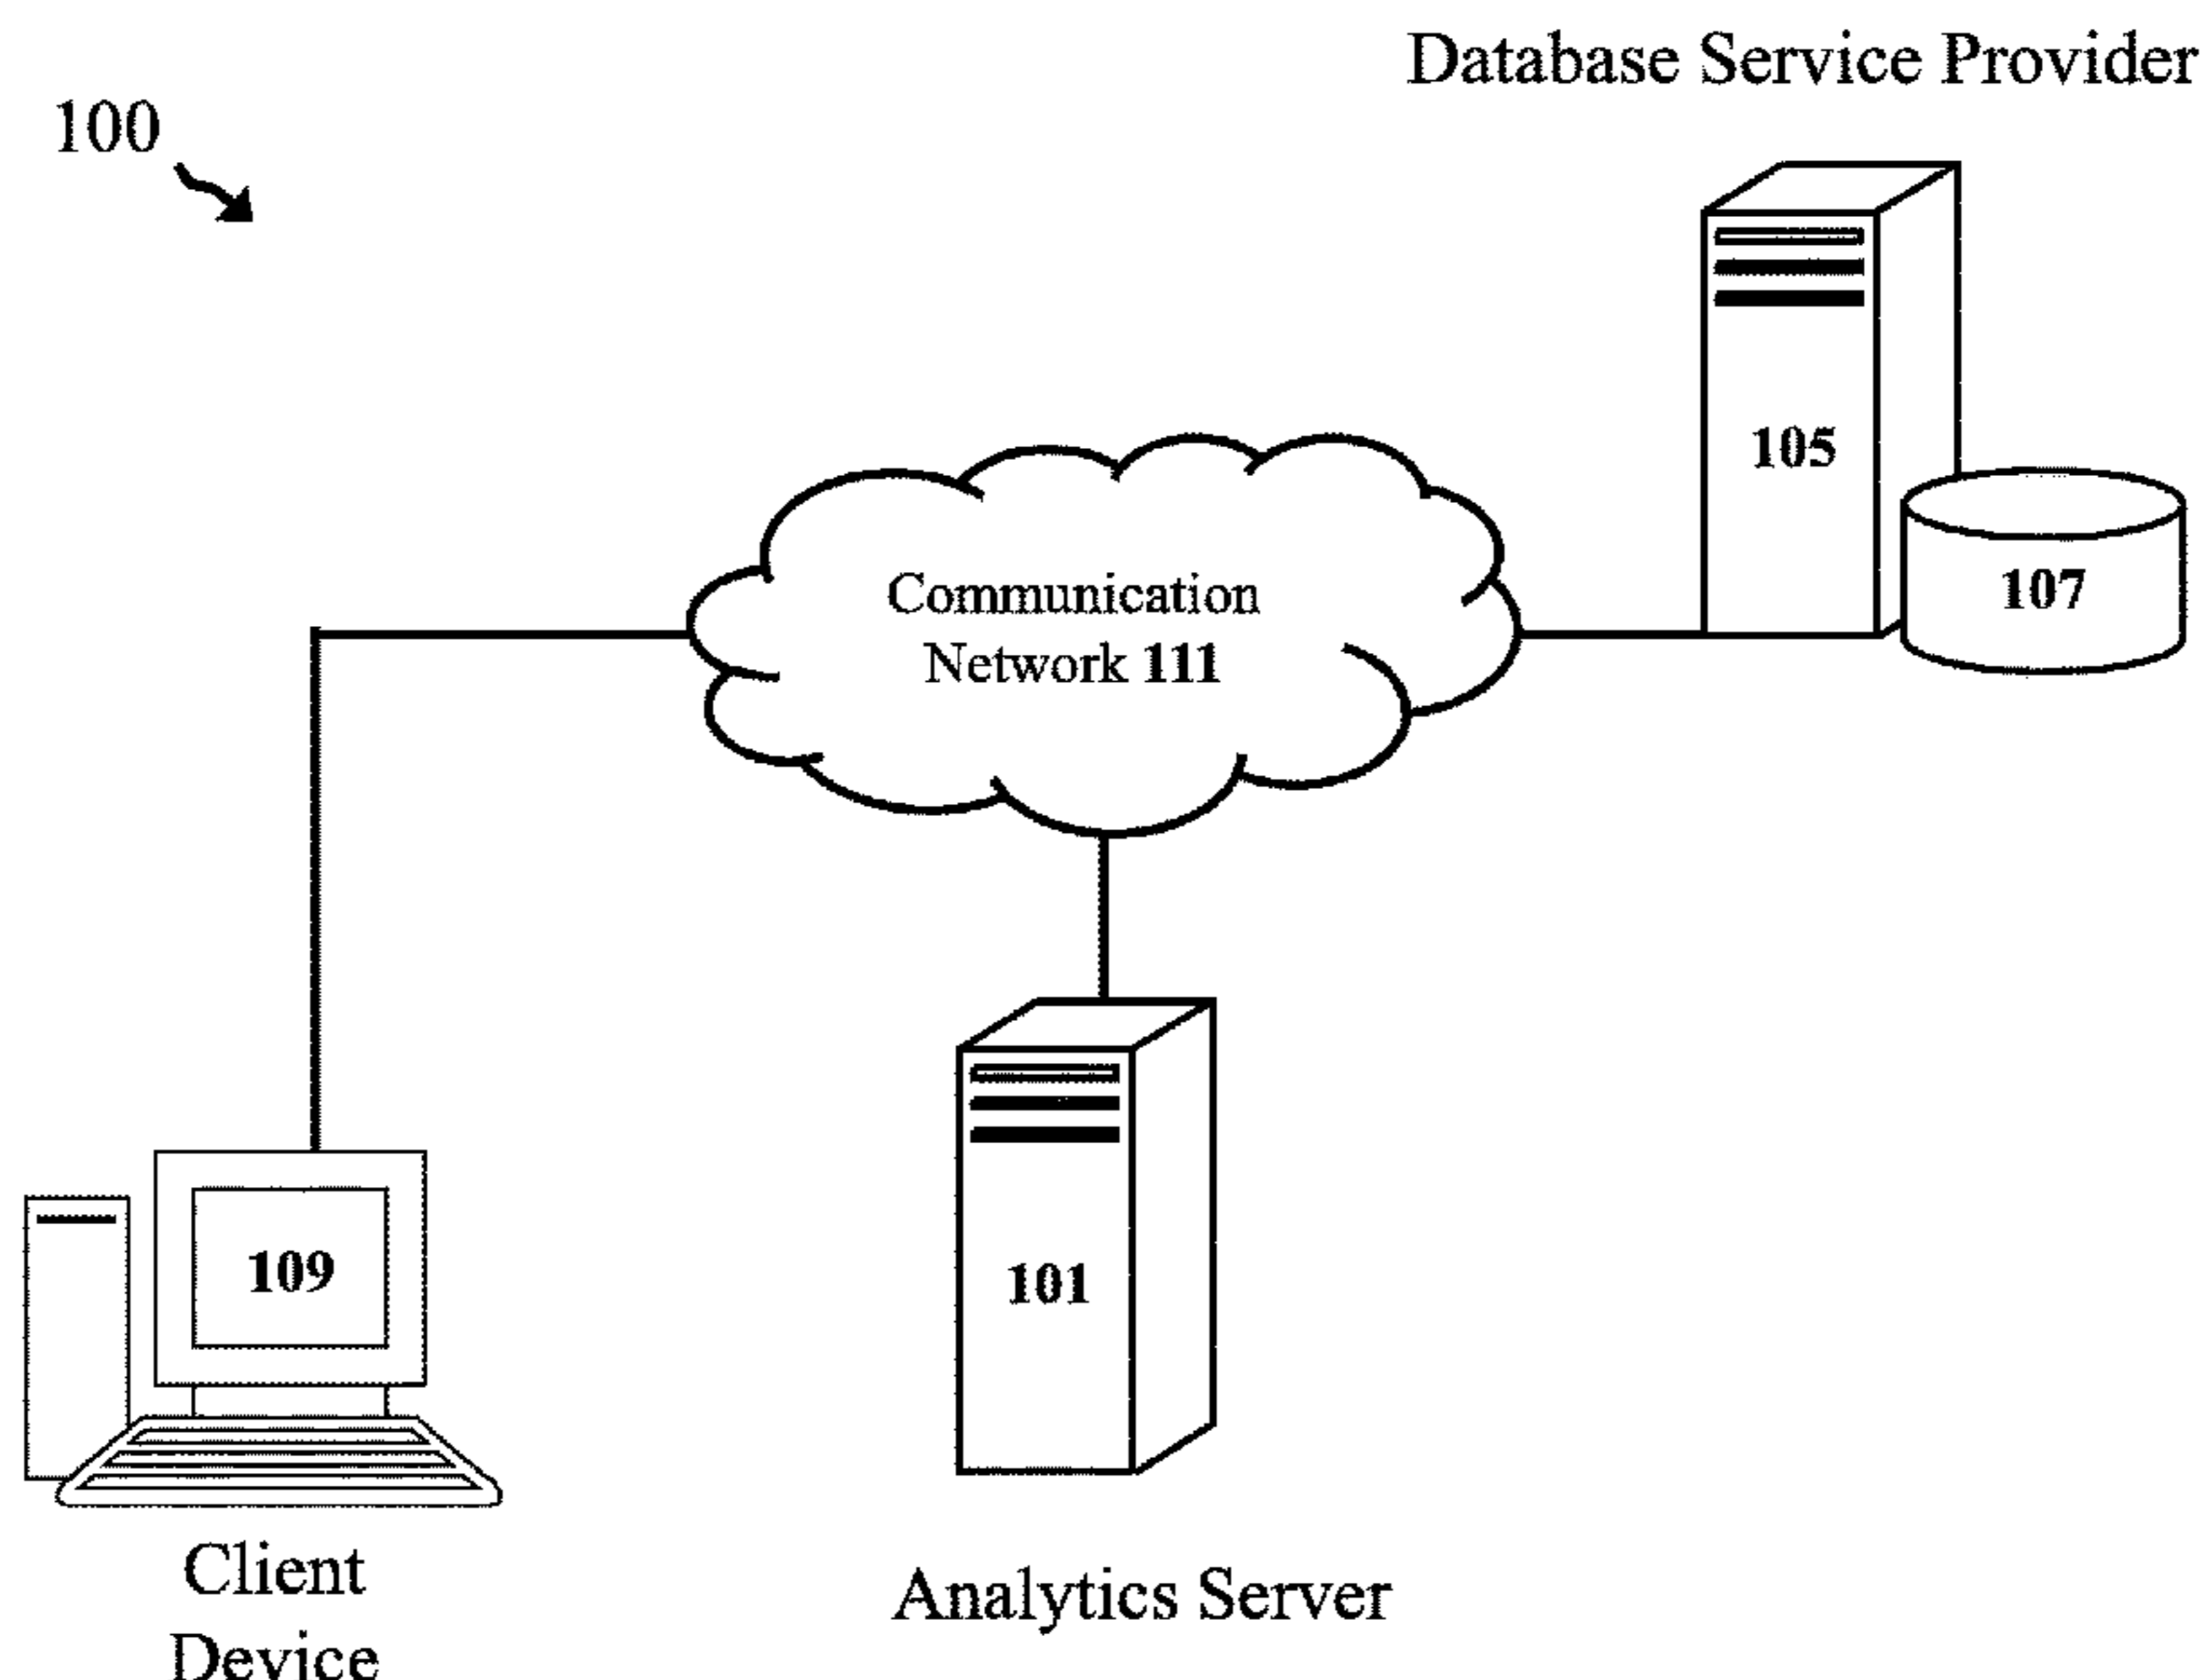 Database Service Provider
100
105
107
Communication
Network 111
101
109
Client
Device
Analytics Server